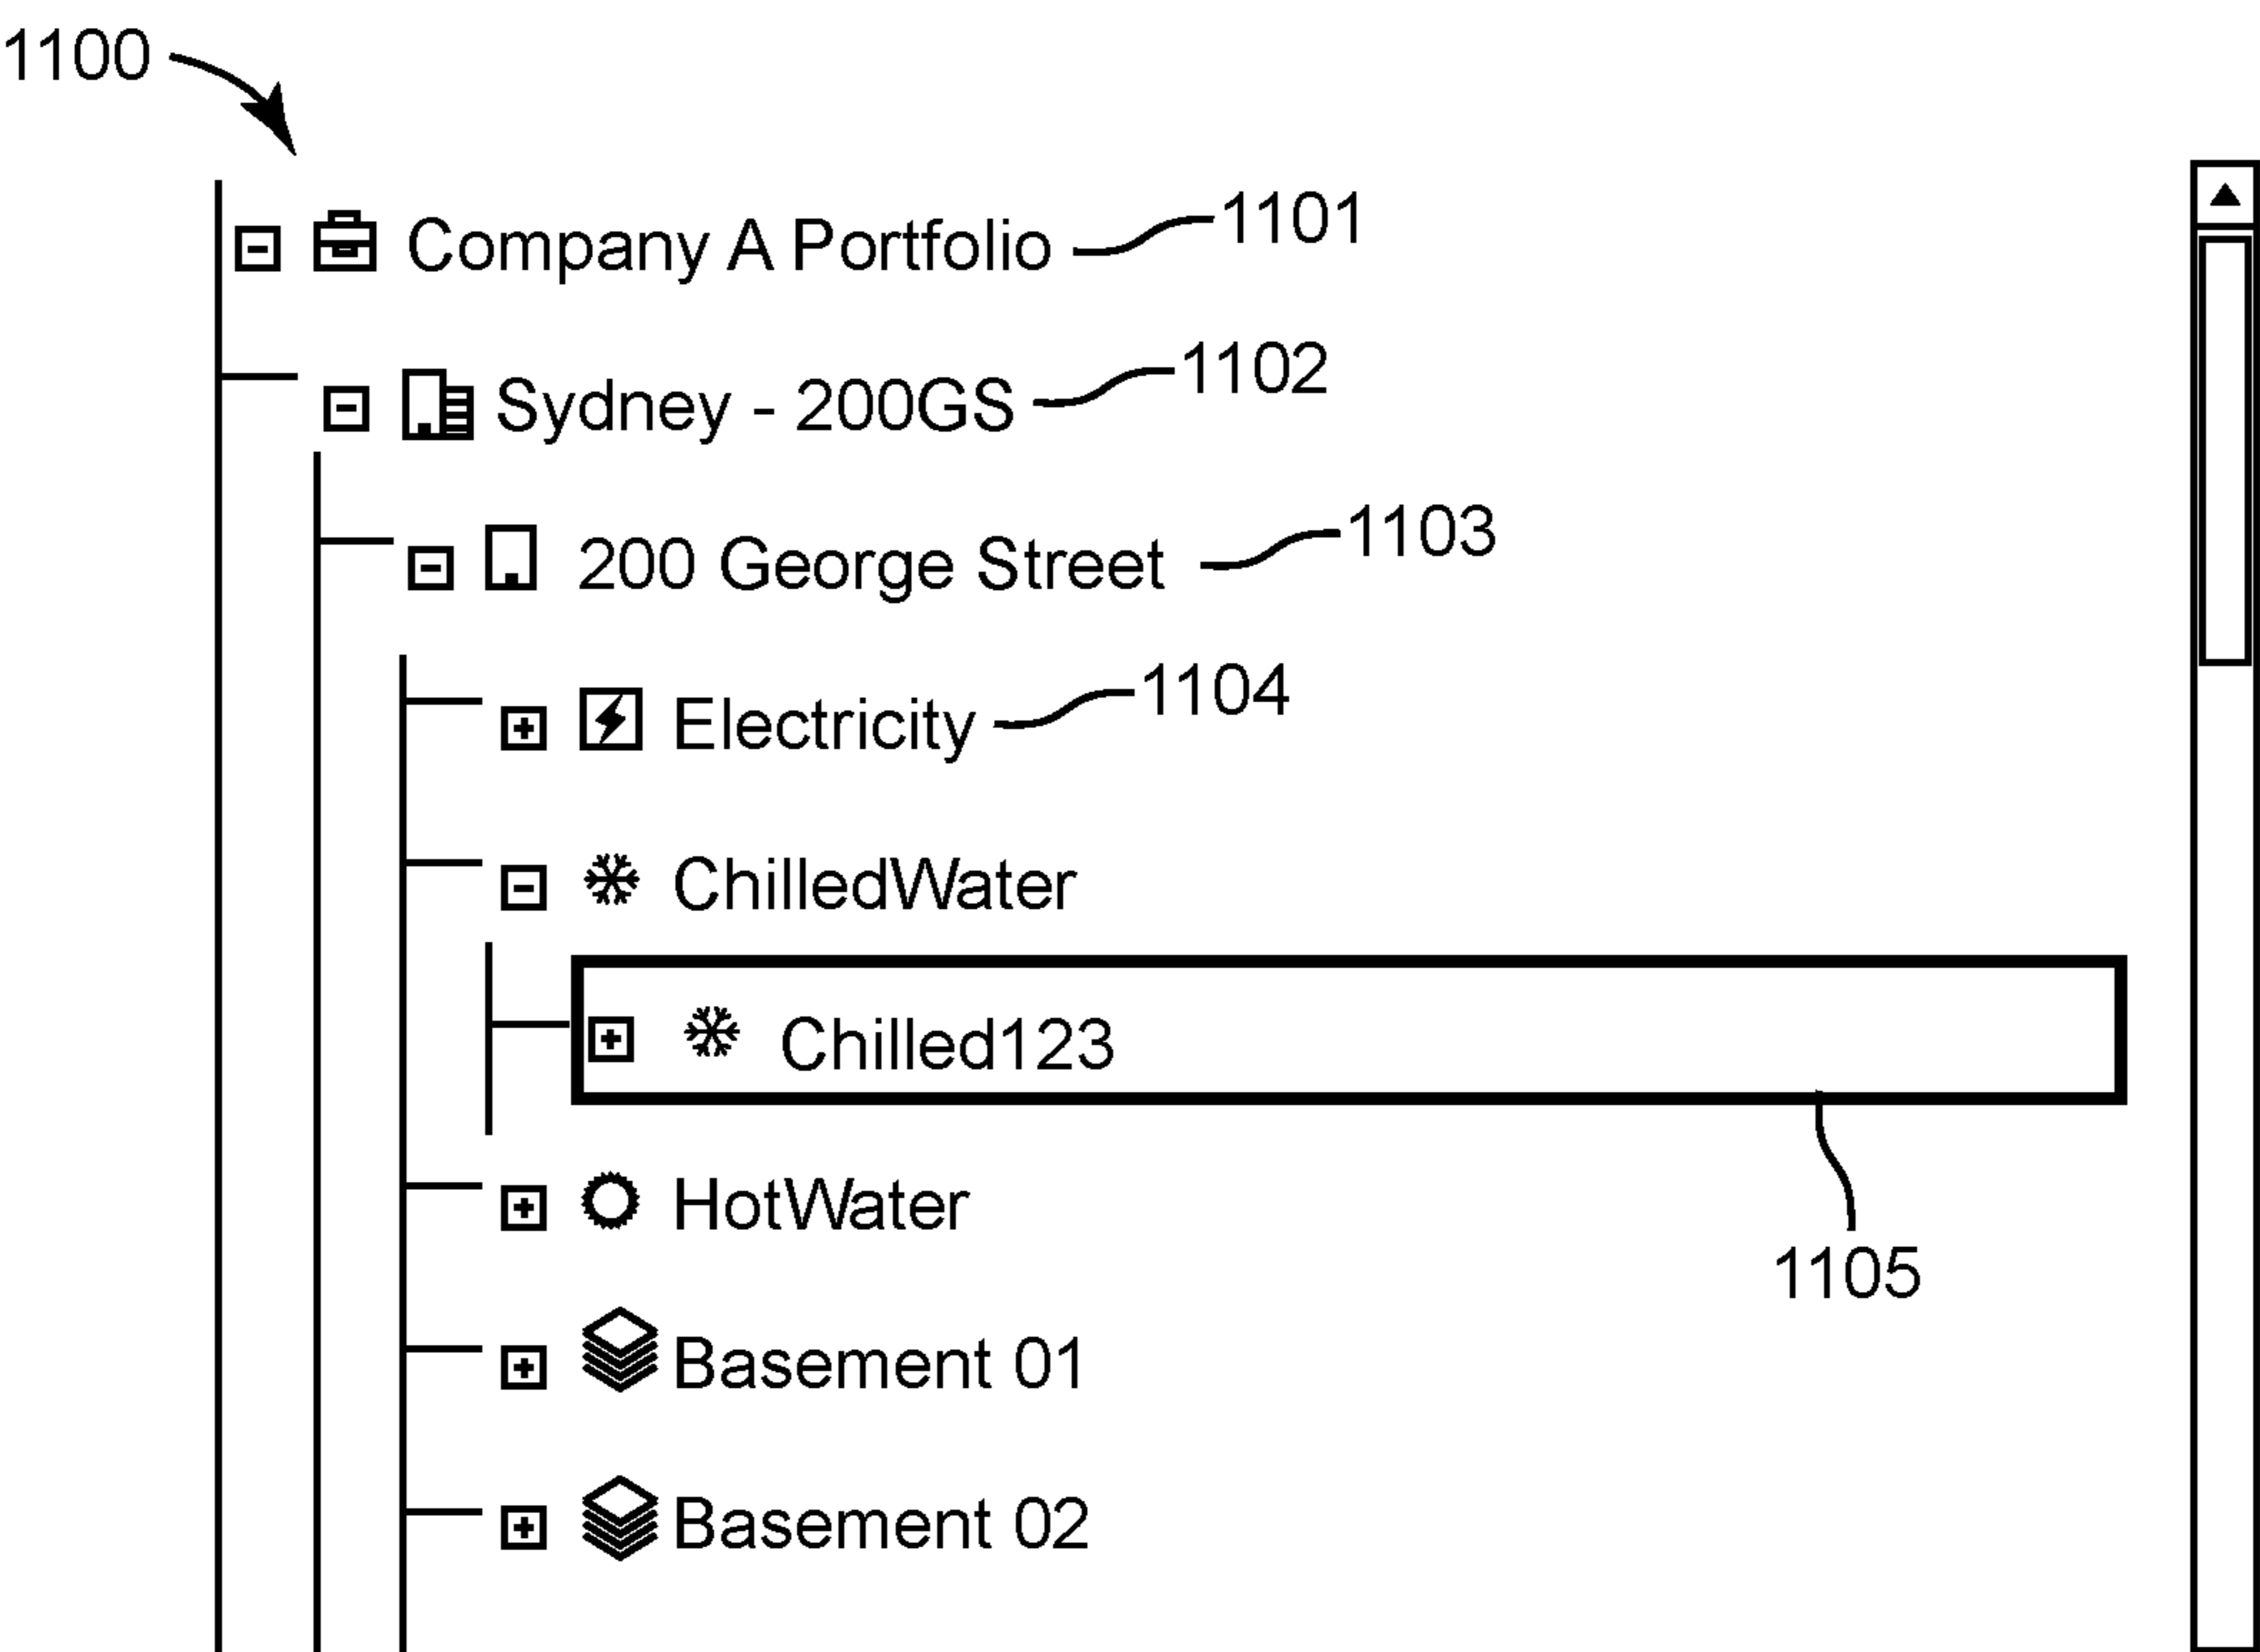 1100
Company A Portfolio 1101
Sydney - 200GS 1102
200 George Street 1103
Electricity 1104
ChilledWater
Chilled123
HotWater
1105
Basement 01
Basement 02